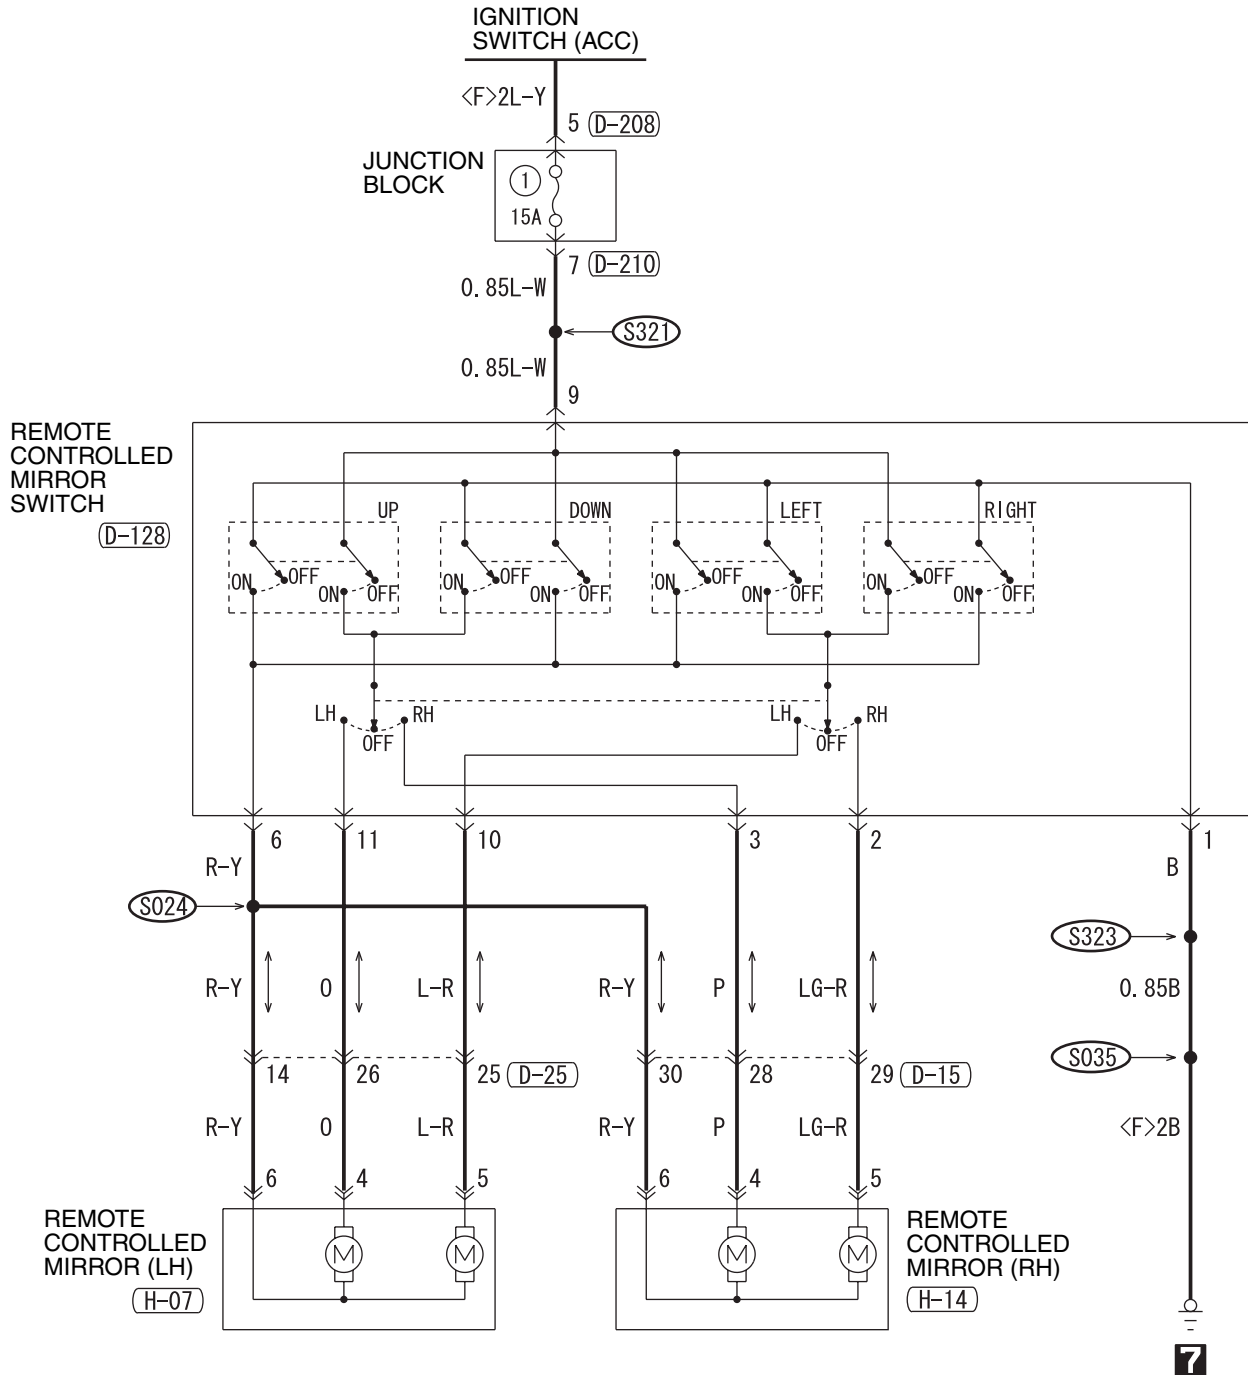 IGNITION
SWITCH (ACC)
<F>2L-Y
5 D-208
JUNCTION
BLOCK
1
15A
7 D-210
0.85L-W
S321
0.85L-W
9
REMOTE
CONTROLLED
MIRROR
SWITCH
D-128
UP DOWN LEFT RIGHT
ON OFF ON OFF ON OFF ON OFF ON OFF ON OFF ON OFF ON OFF
LH RH LH RH
OFF OFF
6 11 10 3 2 1
R-Y B
S024
S323
R-Y O L-R R-Y P LG-R 0.85B
S035
14 26 25 D-25 30 28 29 D-15
R-Y O L-R R-Y P LG-R <F>2B
6 4 5 6 4 5
REMOTE
CONTROLLED
MIRROR (LH)
H-07
M M M M
REMOTE
CONTROLLED
MIRROR (RH)
H-14
7